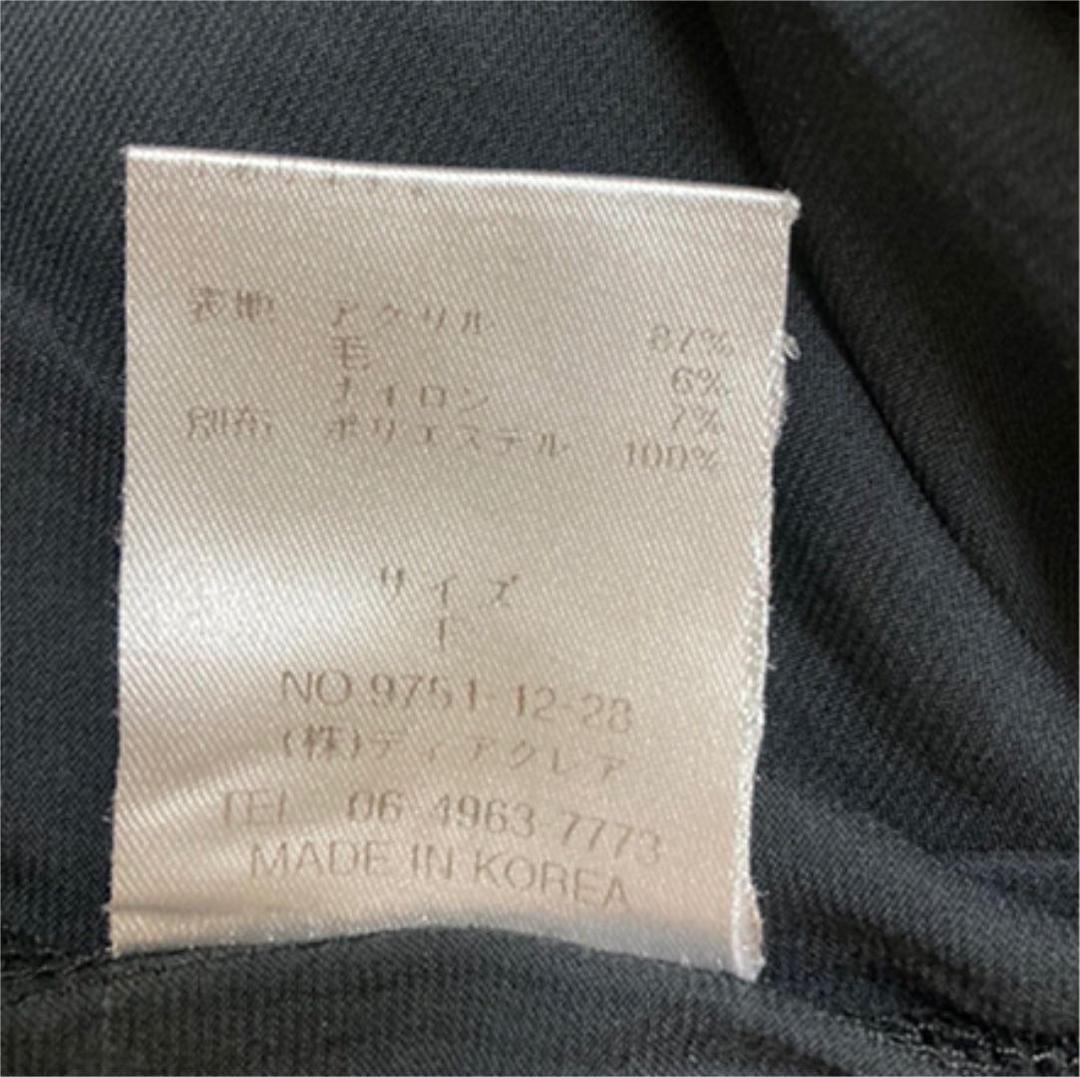 表地 アクリル 87%
毛 6%
ナイロン 7%
別布 ポリエステル 100%
サイズ
NO.9751-12-28
(株)ディアクレア
TEL 06-4963-7773
MADE IN KOREA